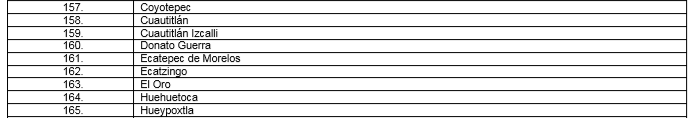 157. Coyotepec
158. Cuautitlán
159. Cuautitlán Izcalli
160. Donato Guerra
161. Ecatepec de Morelos
162. Ecatzingo
163. El Oro
164. Huehuetoca
165. Hueypoxtla